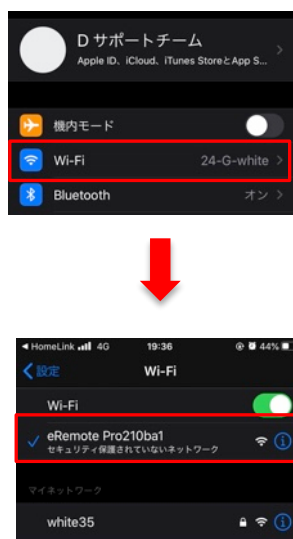 D サポートチーム
Apple ID、iCloud、iTunes StoreとApp S...
機内モード
Wi-Fi 24-G-white
Bluetooth オン
HomeLink 4G 19:36 44%
設定 Wi-Fi
Wi-Fi
eRemote Pro210ba1
セキュリティ保護されていないネットワーク
マイネットワーク
white35